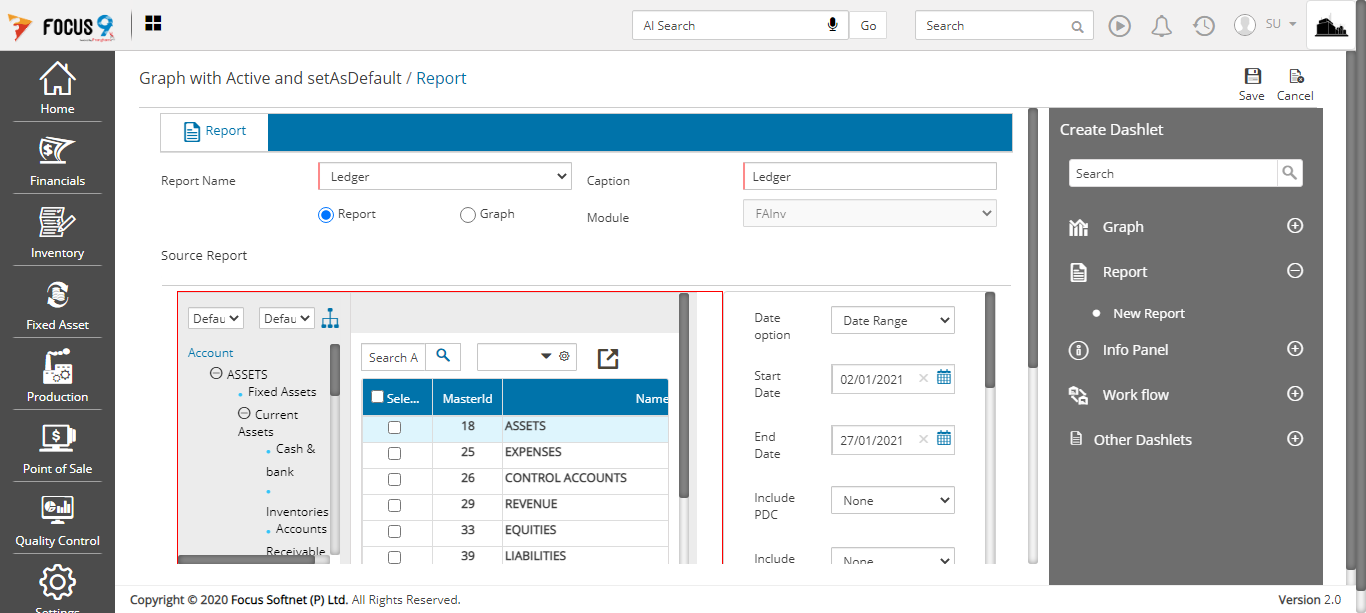 FOCUS 9
AI Search
Go
Search
SU
Graph with Active and setAsDefault / Report
Save
Cancel
Home
Financials
Inventory
Fixed Asset
Production
Point of Sale
Quality Control
Settings
Report
Report Name
Ledger
Caption
Ledger
Report
Graph
Module
FAInv
Source Report
Defau
Defau
Account
ASSETS
Fixed Assets
Current
Assets
Cash &
bank
Inventories
Accounts
Receivable
Search A
Sele...
MasterId
Name
18 ASSETS
25 EXPENSES
26 CONTROL ACCOUNTS
29 REVENUE
33 EQUITIES
39 LIABILITIES
Date
option
Date Range
Start
Date
02/01/2021
End
Date
27/01/2021
Include
PDC
None
Include
None
Create Dashlet
Search
Graph
Report
New Report
Info Panel
Work flow
Other Dashlets
Copyright © 2020 Focus Softnet (P) Ltd. All Rights Reserved.
Version 2.0